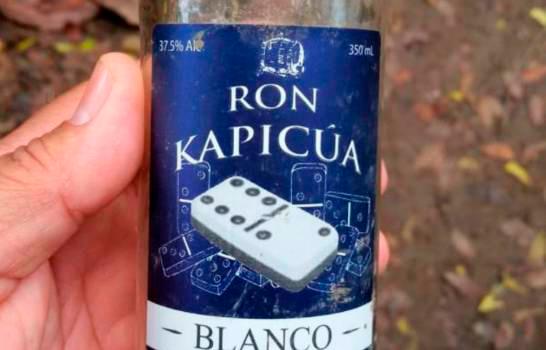 37.5% Alc 350 mL
RON
KAPICÚA
BLANCO